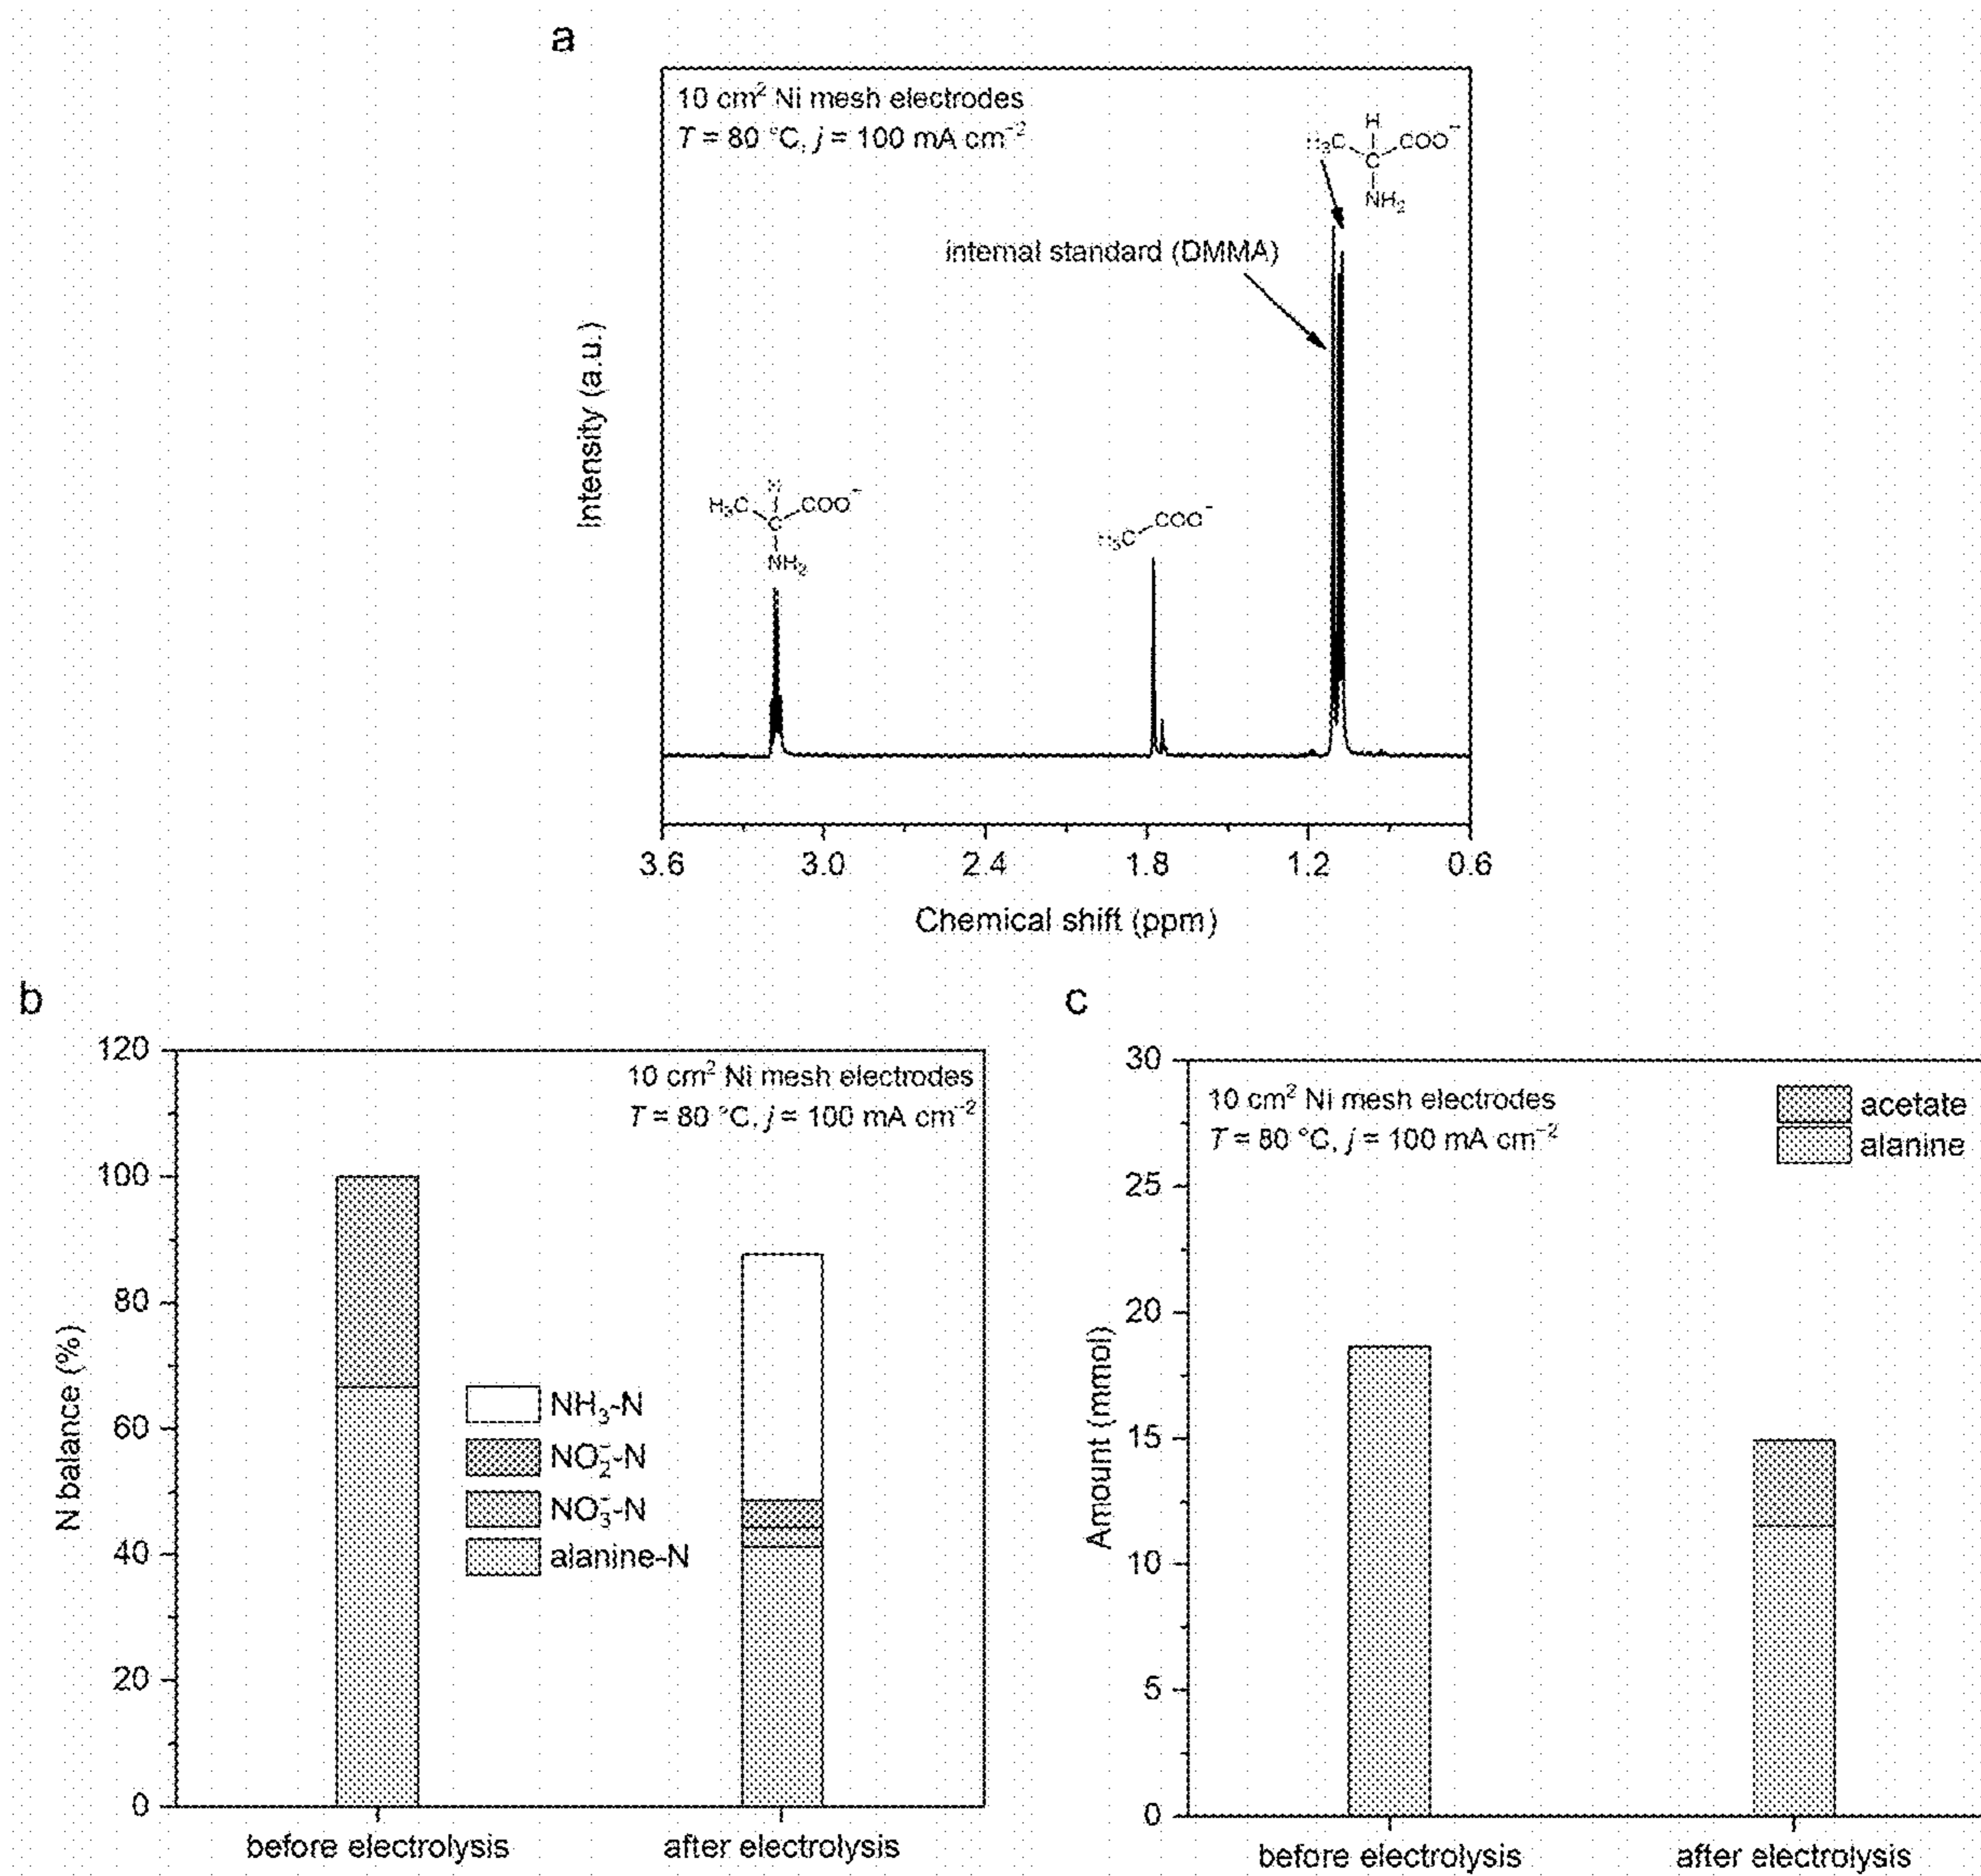 a
10 cm² Ni mesh electrodes
T = 80 °C, j = 100 mA cm⁻²
H
H₃C C COO⁻
NH₂
internal standard (DMMA)
Intensity (a.u.)
H
H₃C C COO⁻
NH₂
H₃C COO⁻
3.6 3.0 2.4 1.8 1.2 0.6
Chemical shift (ppm)
b
120
100
80
60
40
20
0
N balance (%)
10 cm² Ni mesh electrodes
T = 80 °C, j = 100 mA cm⁻²
NH₃-N
NO₂⁻-N
NO₃⁻-N
alanine-N
before electrolysis after electrolysis
c
30
25
20
15
10
5
0
Amount (mmol)
10 cm² Ni mesh electrodes
T = 80 °C, j = 100 mA cm⁻²
acetate
alanine
before electrolysis after electrolysis